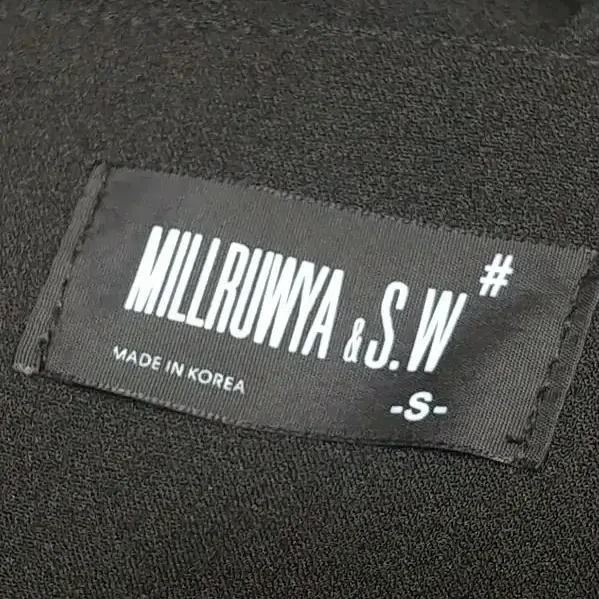 MILLRUWYA & S.W #
MADE IN KOREA
-S-